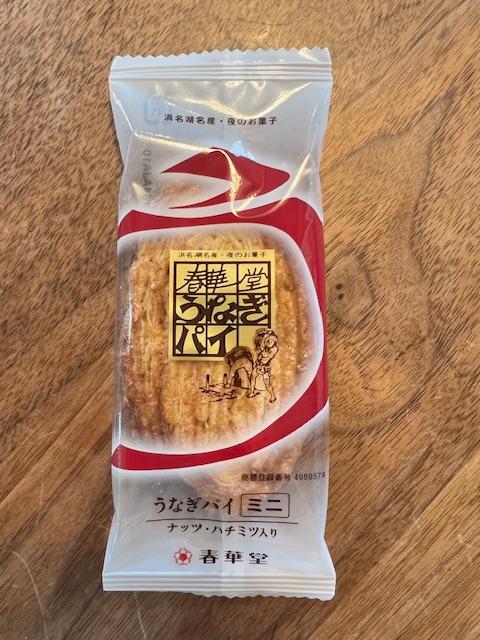 浜名湖名産・夜のお菓子
浜名湖名産・夜のお菓子
春華堂
うなぎ
パイ
商標登録番号 409057
うなぎパイ ミニ
ナッツ・ハチミツ入り
春華堂